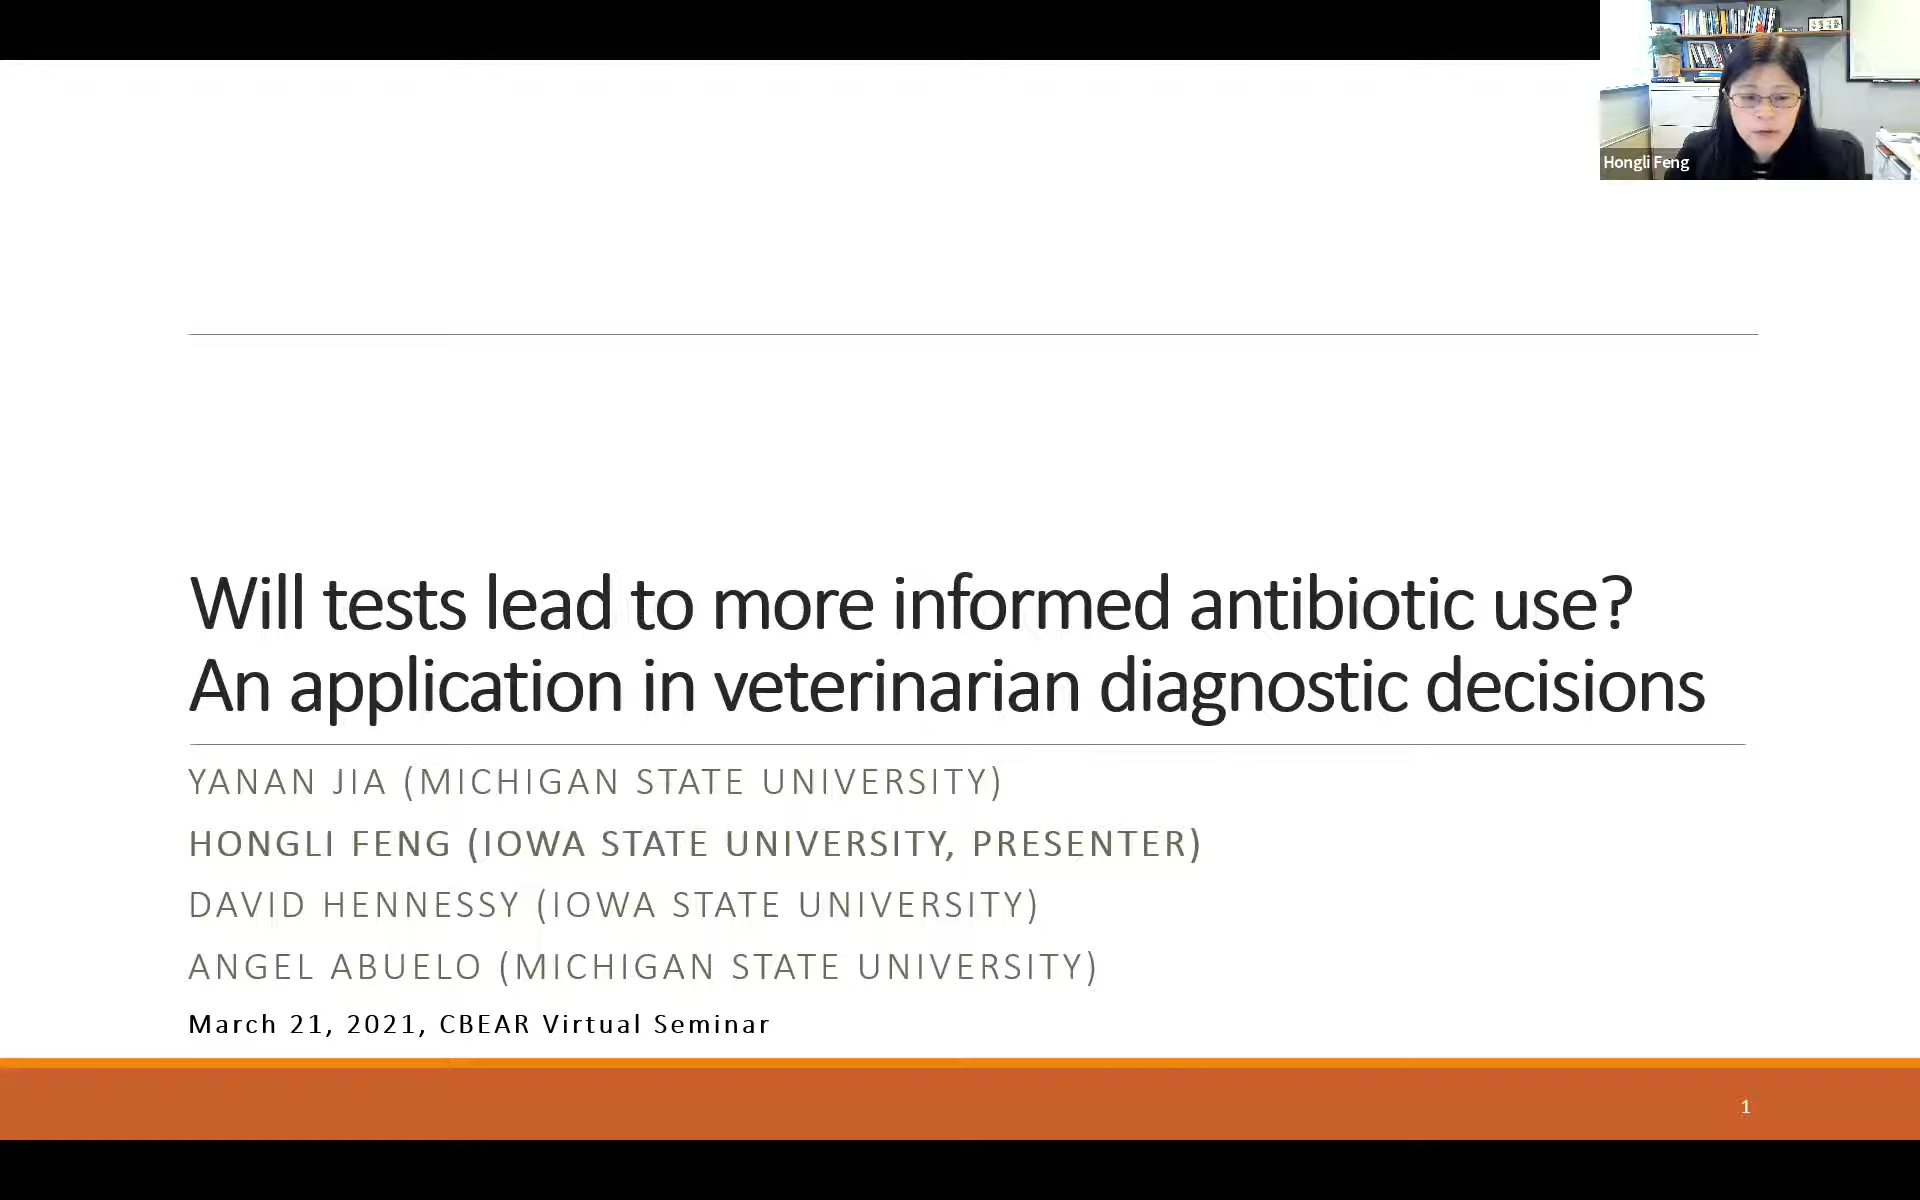 Hongli Feng
Will tests lead to more informed antibiotic use?
An application in veterinarian diagnostic decisions
YANAN JIA (MICHIGAN STATE UNIVERSITY)
HONGLI FENG (IOWA STATE UNIVERSITY, PRESENTER)
DAVID HENNESSY (IOWA STATE UNIVERSITY)
ANGEL ABUELO (MICHIGAN STATE UNIVERSITY)
March 21, 2021, CBEAR Virtual Seminar
1